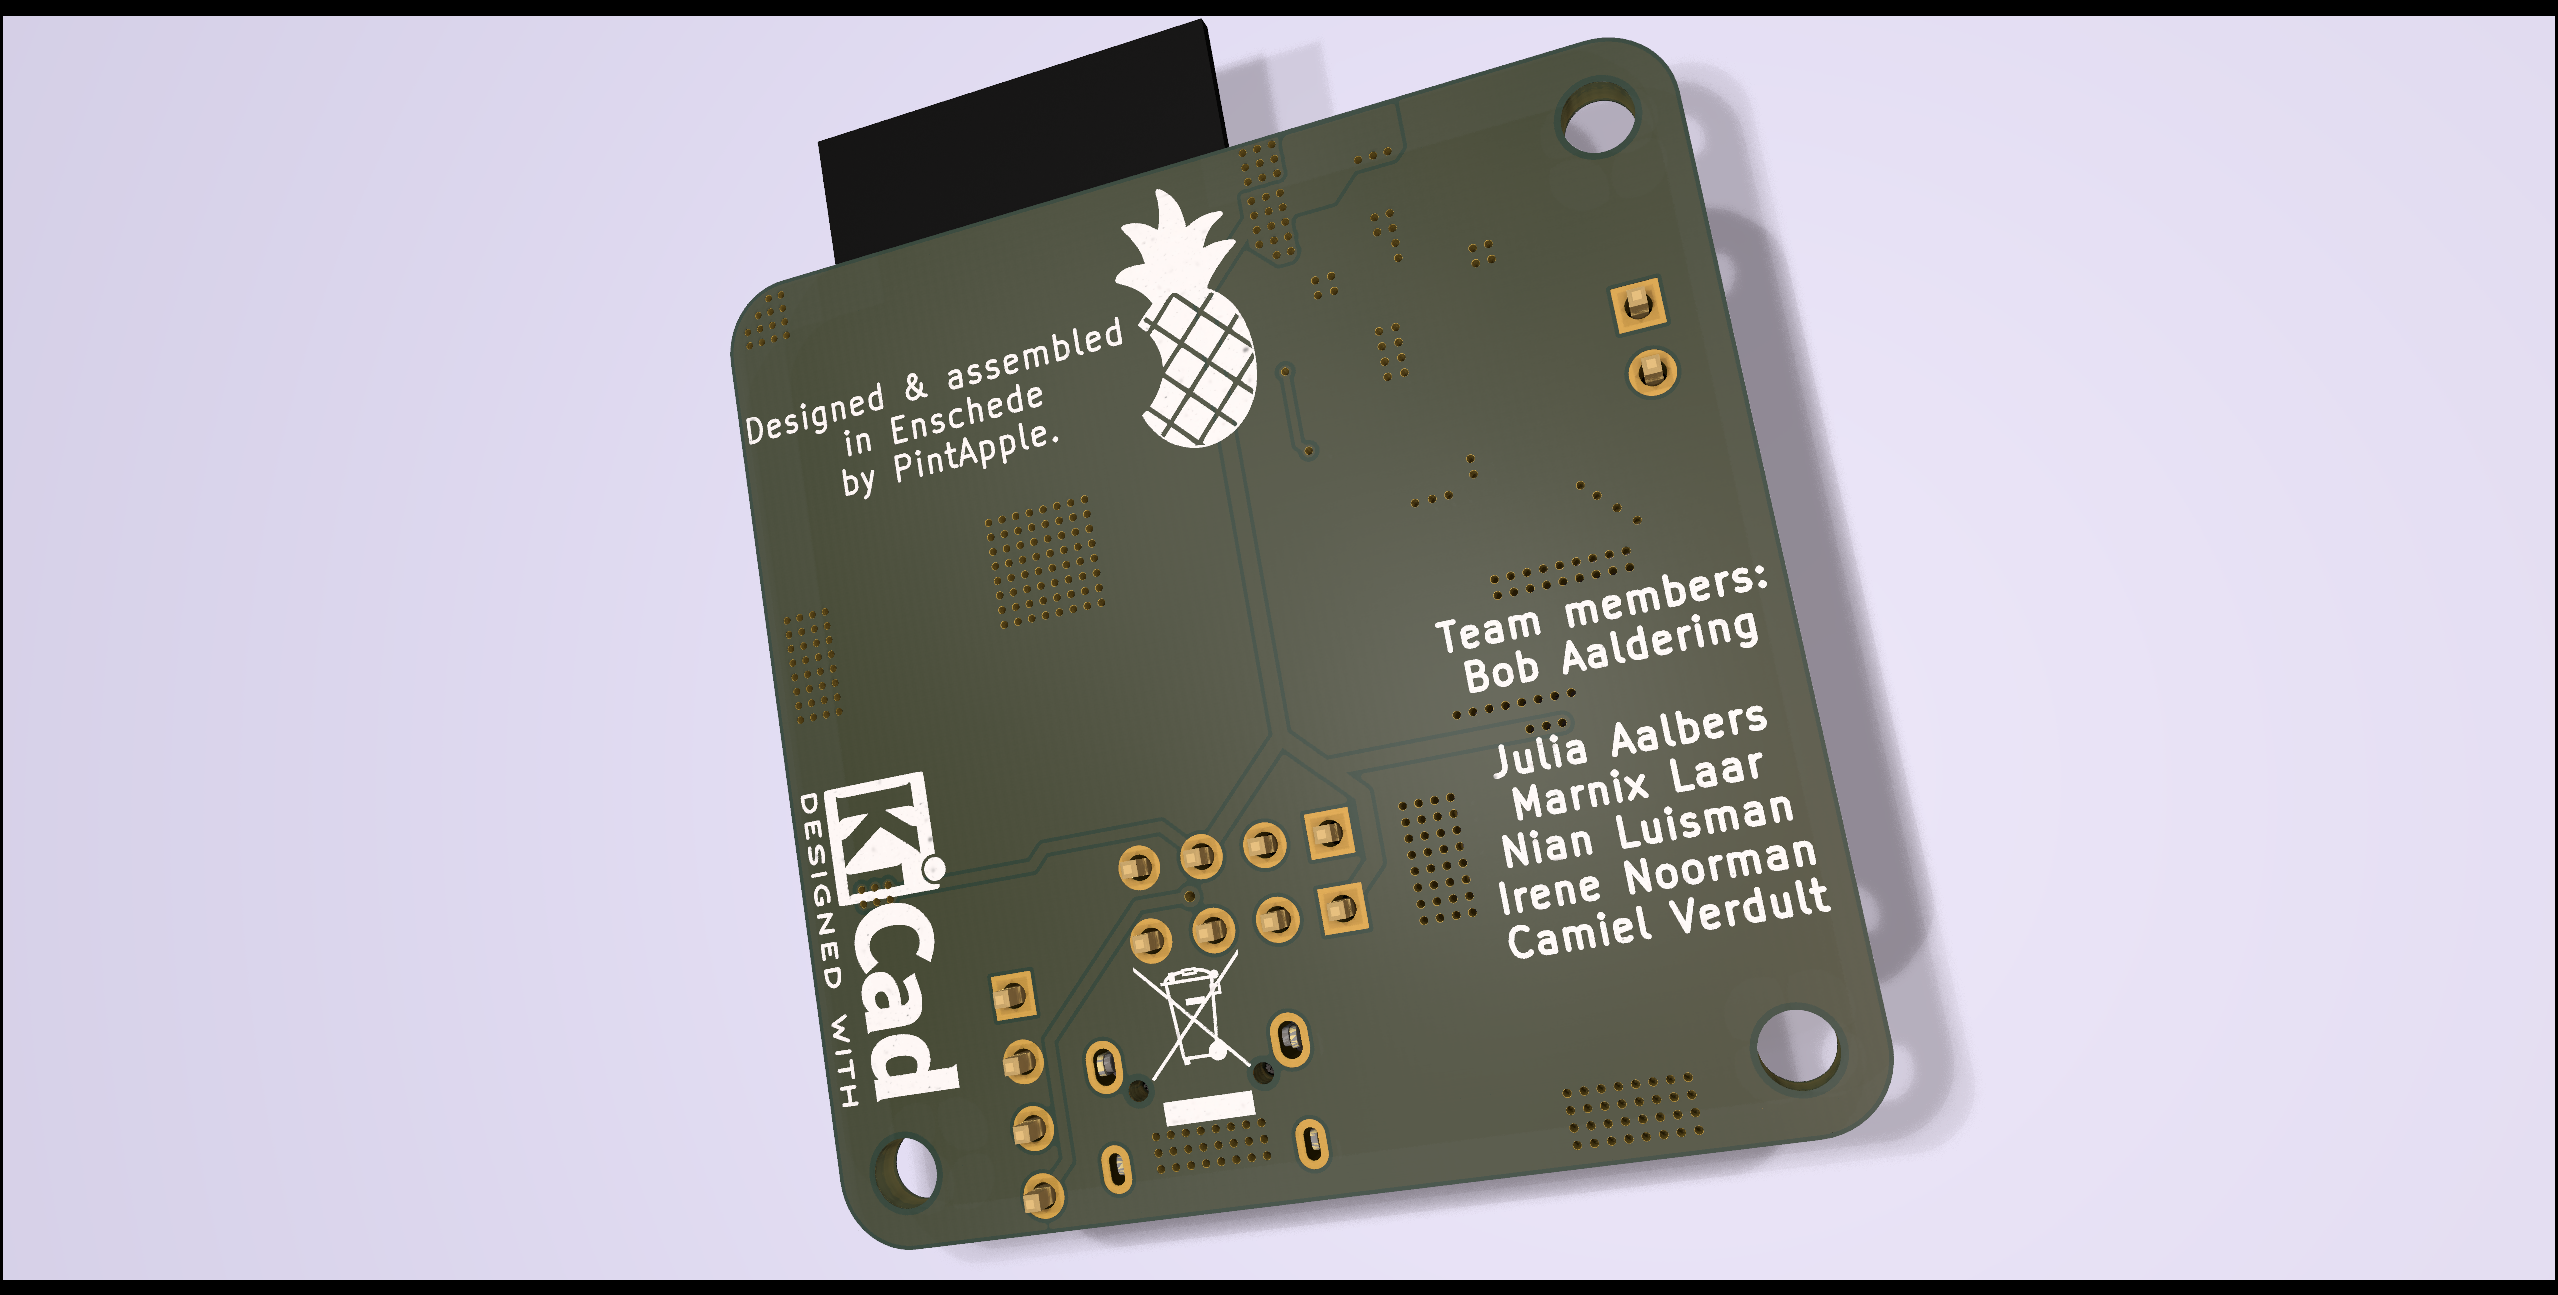 Designed & assembled
in Enschede
by PintApple.
Team members:
Bob Aaldering
Julia Aalbers
Marnix Laar
Nian Luisman
Irene Noorman
Camiel Verdult
DESIGNED WITH
KiCad